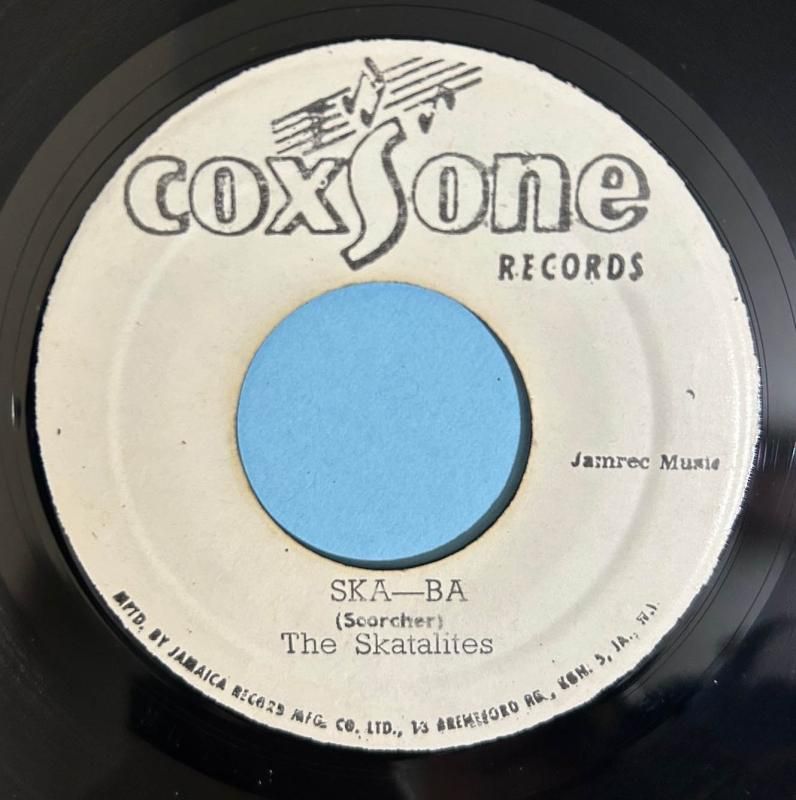 coxsone
RECORDS
Jamrec Music
SKA—BA
(Scorcher)
The Skatalites
MFTD. BY JAMAICA RECORD MFG. CO. LTD., 13 BRENTFORD RD., KGN. 5, JA., W.I.